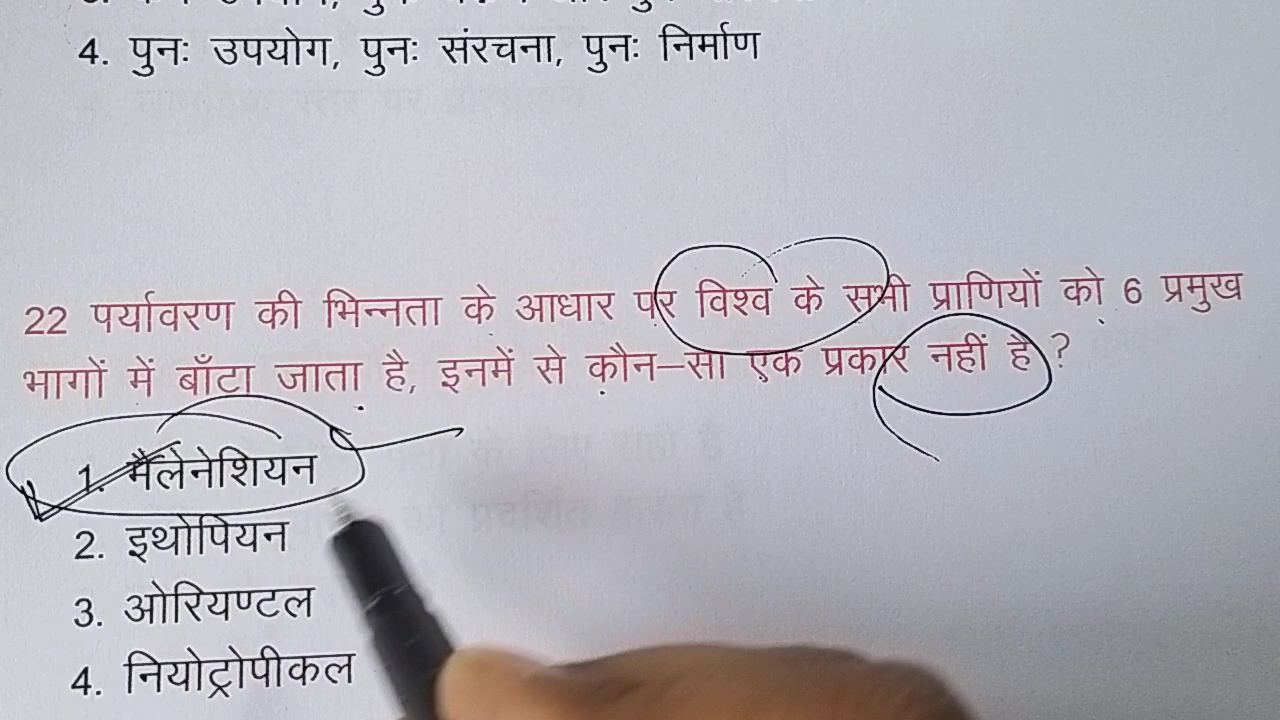 4. पुनः उपयोग, पुनः संरचना, पुनः निर्माण
22 पर्यावरण की भिन्नता के आधार पर विश्व के सभी प्राणियों को 6 प्रमुख
भागों में बाँटा जाता है, इनमें से कौन–सा एक प्रकार नहीं है ?
1. मैलेनेशियन
2. इथोपियन
3. ओरियण्टल
4. नियोट्रोपीकल